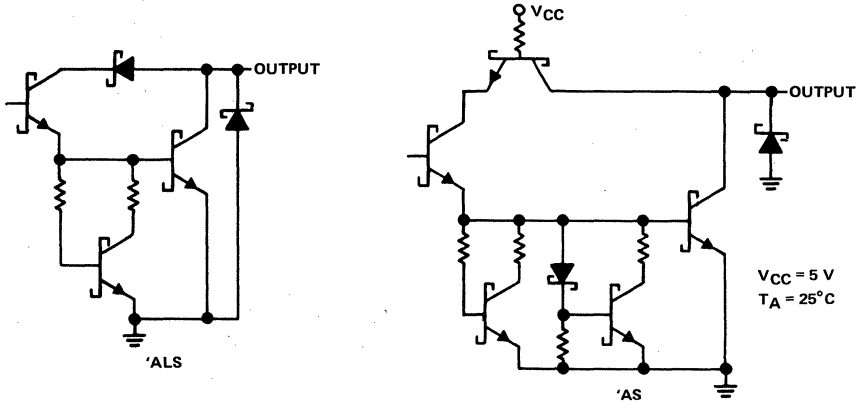 VCC
OUTPUT
OUTPUT
VCC = 5 V
TA = 25°C
'ALS
'AS